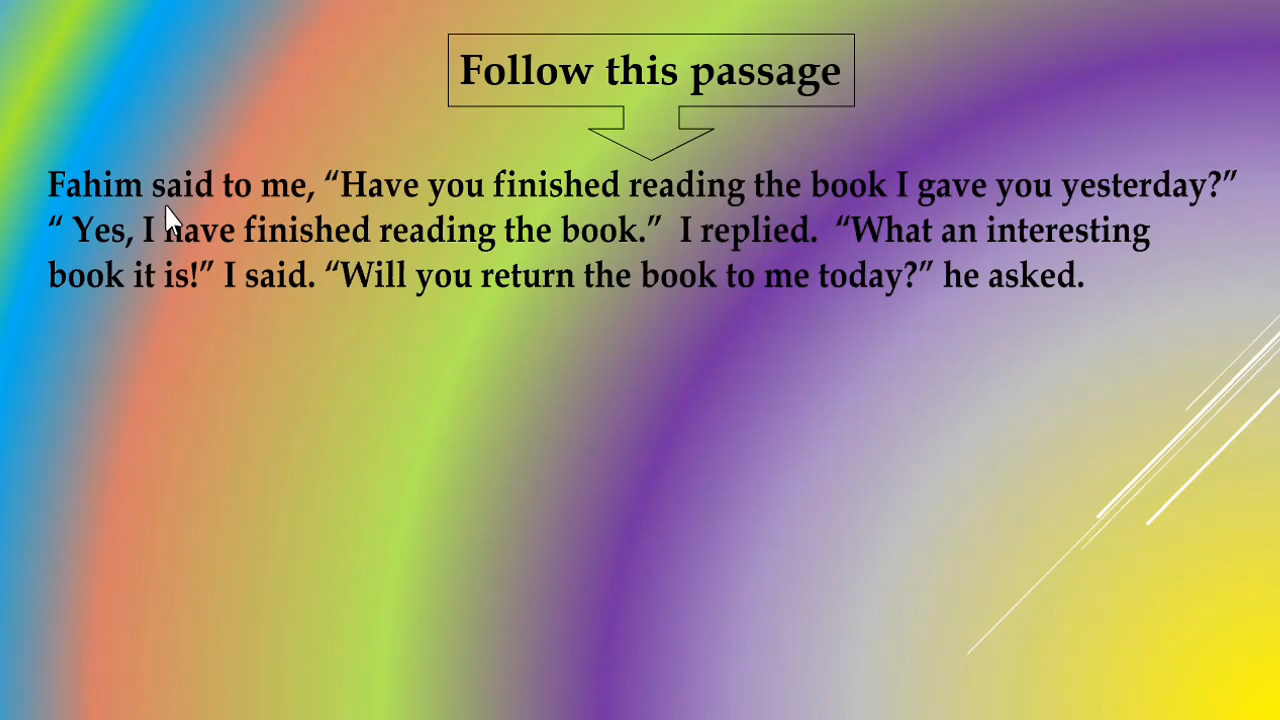 Follow this passage
Fahim said to me, “Have you finished reading the book I gave you yesterday?”
“ Yes, I have finished reading the book.”  I replied.  “What an interesting
book it is!” I said. “Will you return the book to me today?” he asked.